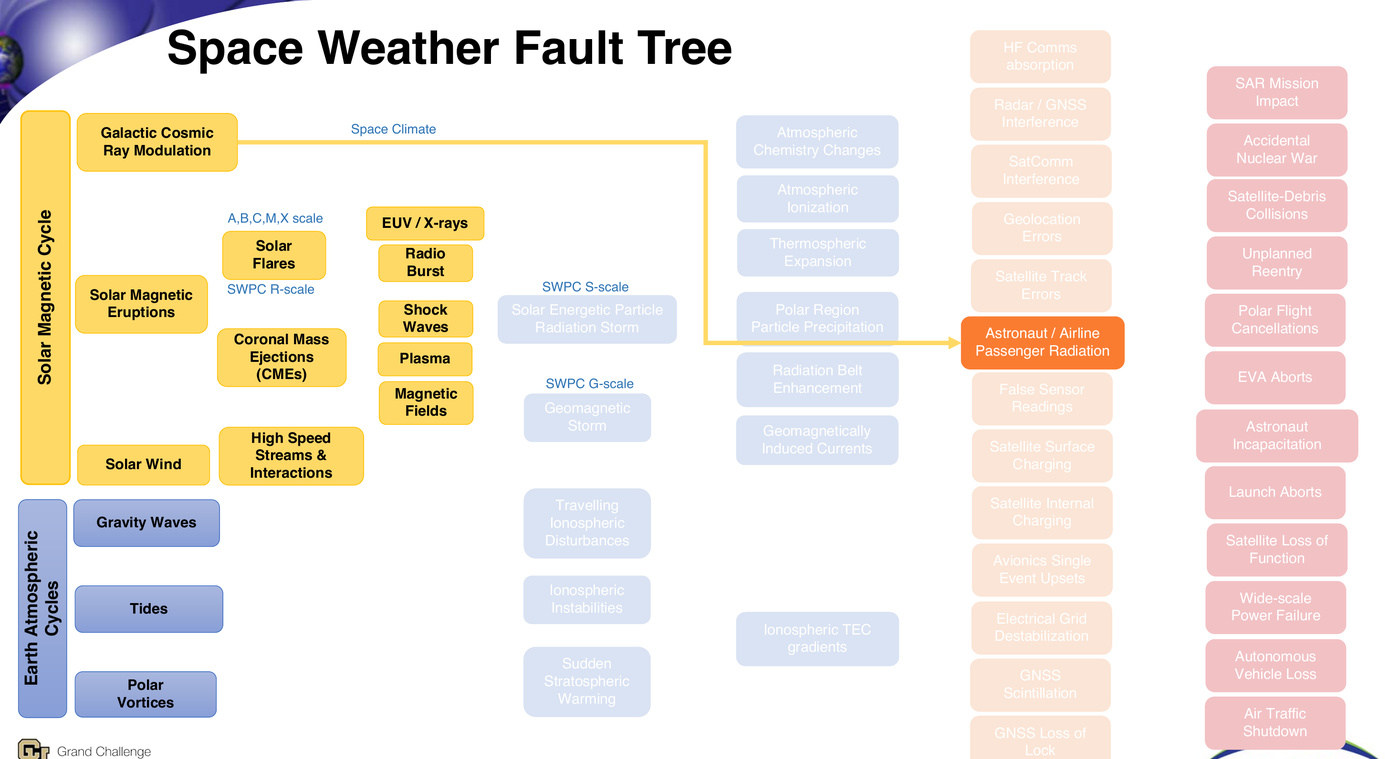 Space Weather Fault Tree
Solar Magnetic Cycle
Galactic Cosmic
Ray Modulation
Space Climate
Solar Magnetic
Eruptions
A,B,C,M,X scale
Solar
Flares
SWPC R-scale
Coronal Mass
Ejections
(CMEs)
Solar Wind
High Speed
Streams &
Interactions
EUV / X-rays
Radio
Burst
Shock
Waves
Plasma
Magnetic
Fields
Earth Atmospheric
Cycles
Gravity Waves
Tides
Polar
Vortices
SWPC S-scale
Solar Energetic Particle
Radiation Storm
SWPC G-scale
Geomagnetic
Storm
Travelling
Ionospheric
Disturbances
Ionospheric
Instabilities
Sudden
Stratospheric
Warming
Atmospheric
Chemistry Changes
Atmospheric
Ionization
Thermospheric
Expansion
Polar Region
Particle Precipitation
Radiation Belt
Enhancement
Geomagnetically
Induced Currents
Ionospheric TEC
gradients
HF Comms
absorption
Radar / GNSS
Interference
SatComm
Interference
Geolocation
Errors
Satellite Track
Errors
Astronaut / Airline
Passenger Radiation
False Sensor
Readings
Satellite Surface
Charging
Satellite Internal
Charging
Avionics Single
Event Upsets
Electrical Grid
Destabilization
GNSS
Scintillation
GNSS Loss of
Lock
SAR Mission
Impact
Accidental
Nuclear War
Satellite-Debris
Collisions
Unplanned
Reentry
Polar Flight
Cancellations
EVA Aborts
Astronaut
Incapacitation
Launch Aborts
Satellite Loss of
Function
Wide-scale
Power Failure
Autonomous
Vehicle Loss
Air Traffic
Shutdown
CU
Grand Challenge